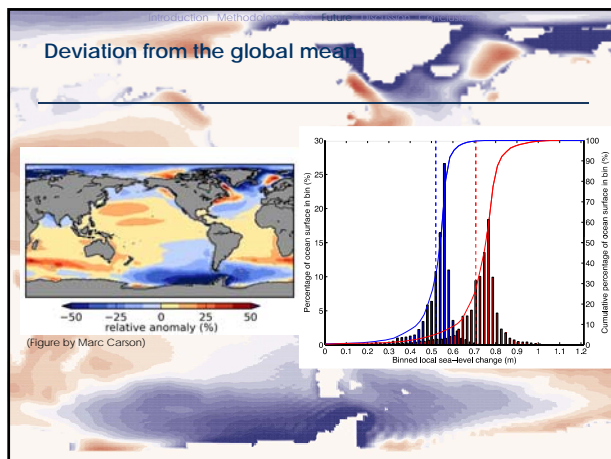 Introduction Methodology Past Future Discussion Conclusion
Deviation from the global mean
−50 −25 0 25 50
relative anomaly (%)
(Figure by Marc Carson)
Percentage of ocean surface in bin (%)
30
25
20
15
10
5
0
0 0.1 0.2 0.3 0.4 0.5 0.6 0.7 0.8 0.9 1 1.1 1.2
Binned local sea−level change (m)
100
90
80
70
60
50
40
30
20
10
0
Cumulative percentage of ocean surface in bin (%)